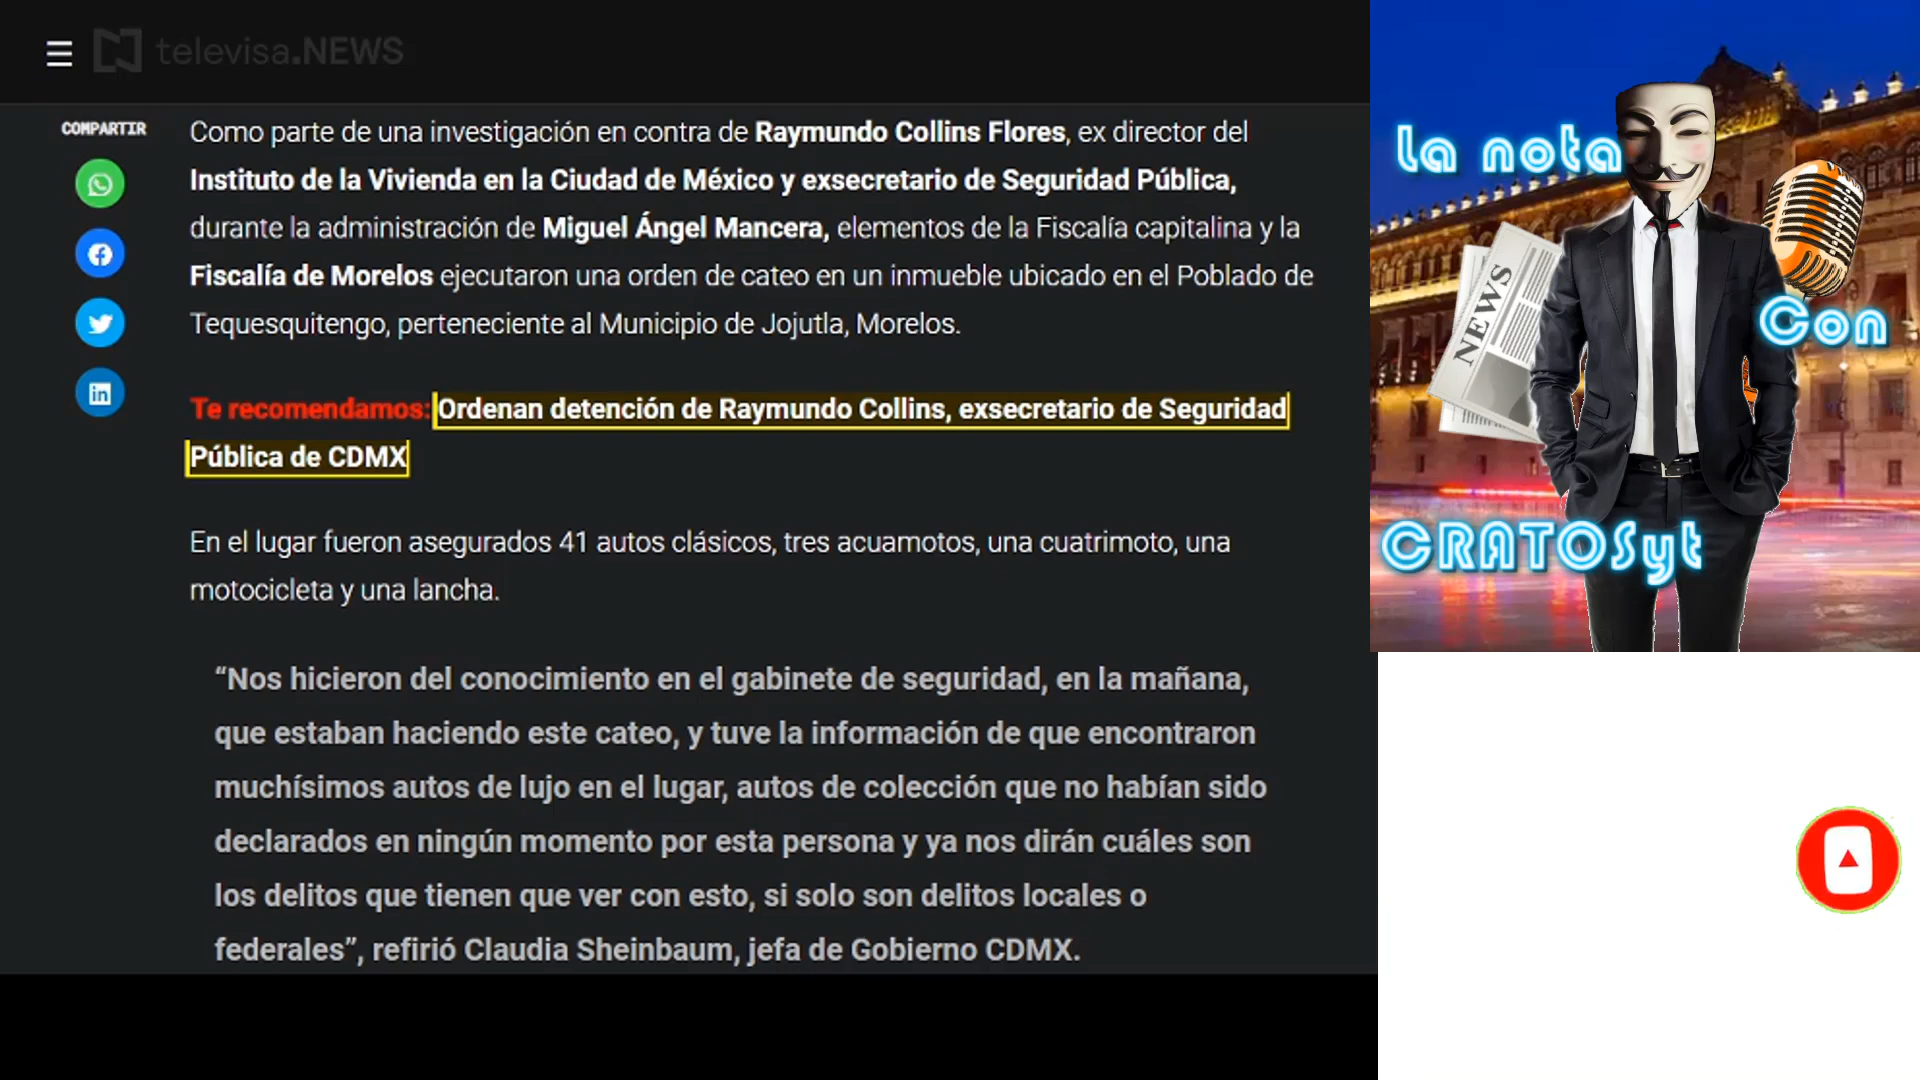 televisa.NEWS
COMPARTIR
Como parte de una investigación en contra de Raymundo Collins Flores, ex director del
Instituto de la Vivienda en la Ciudad de México y exsecretario de Seguridad Pública,
durante la administración de Miguel Ángel Mancera, elementos de la Fiscalía capitalina y la
Fiscalía de Morelos ejecutaron una orden de cateo en un inmueble ubicado en el Poblado de
Tequesquitengo, perteneciente al Municipio de Jojutla, Morelos.
Te recomendamos: Ordenan detención de Raymundo Collins, exsecretario de Seguridad
Pública de CDMX
En el lugar fueron asegurados 41 autos clásicos, tres acuamotos, una cuatrimoto, una
motocicleta y una lancha.
“Nos hicieron del conocimiento en el gabinete de seguridad, en la mañana,
que estaban haciendo este cateo, y tuve la información de que encontraron
muchísimos autos de lujo en el lugar, autos de colección que no habían sido
declarados en ningún momento por esta persona y ya nos dirán cuáles son
los delitos que tienen que ver con esto, si solo son delitos locales o
federales”, refirió Claudia Sheinbaum, jefa de Gobierno CDMX.
La nota
NEWS
Con
CRATOSyt